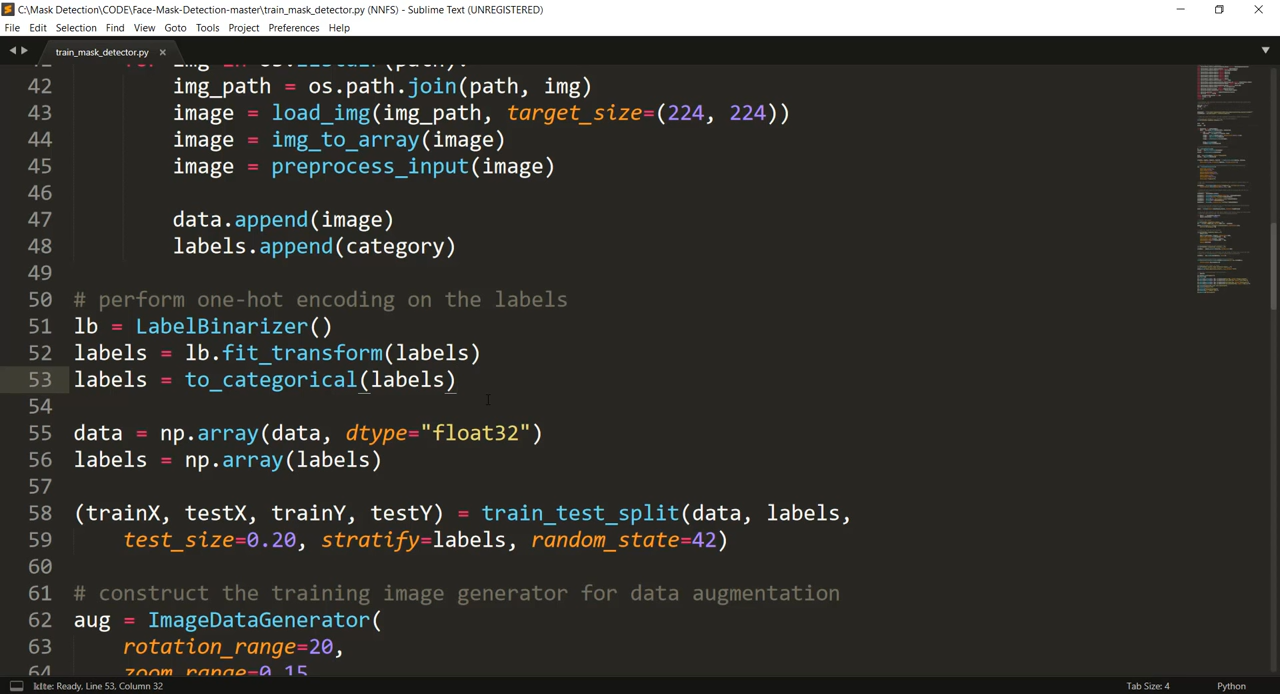 C:\Mask Detection\CODE\Face-Mask-Detection-master\train_mask_detector.py (NNFS) - Sublime Text (UNREGISTERED)
File Edit Selection Find View Goto Tools Project Preferences Help
train_mask_detector.py
42 img_path = os.path.join(path, img)
43 image = load_img(img_path, target_size=(224, 224))
44 image = img_to_array(image)
45 image = preprocess_input(image)
46
47 data.append(image)
48 labels.append(category)
49
50 # perform one-hot encoding on the labels
51 lb = LabelBinarizer()
52 labels = lb.fit_transform(labels)
53 labels = to_categorical(labels)
54
55 data = np.array(data, dtype="float32")
56 labels = np.array(labels)
57
58 (trainX, testX, trainY, testY) = train_test_split(data, labels,
59 test_size=0.20, stratify=labels, random_state=42)
60
61 # construct the training image generator for data augmentation
62 aug = ImageDataGenerator(
63 rotation_range=20,
64 zoom_range=0.15
Ready, Line 53, Column 32 Tab Size: 4 Python